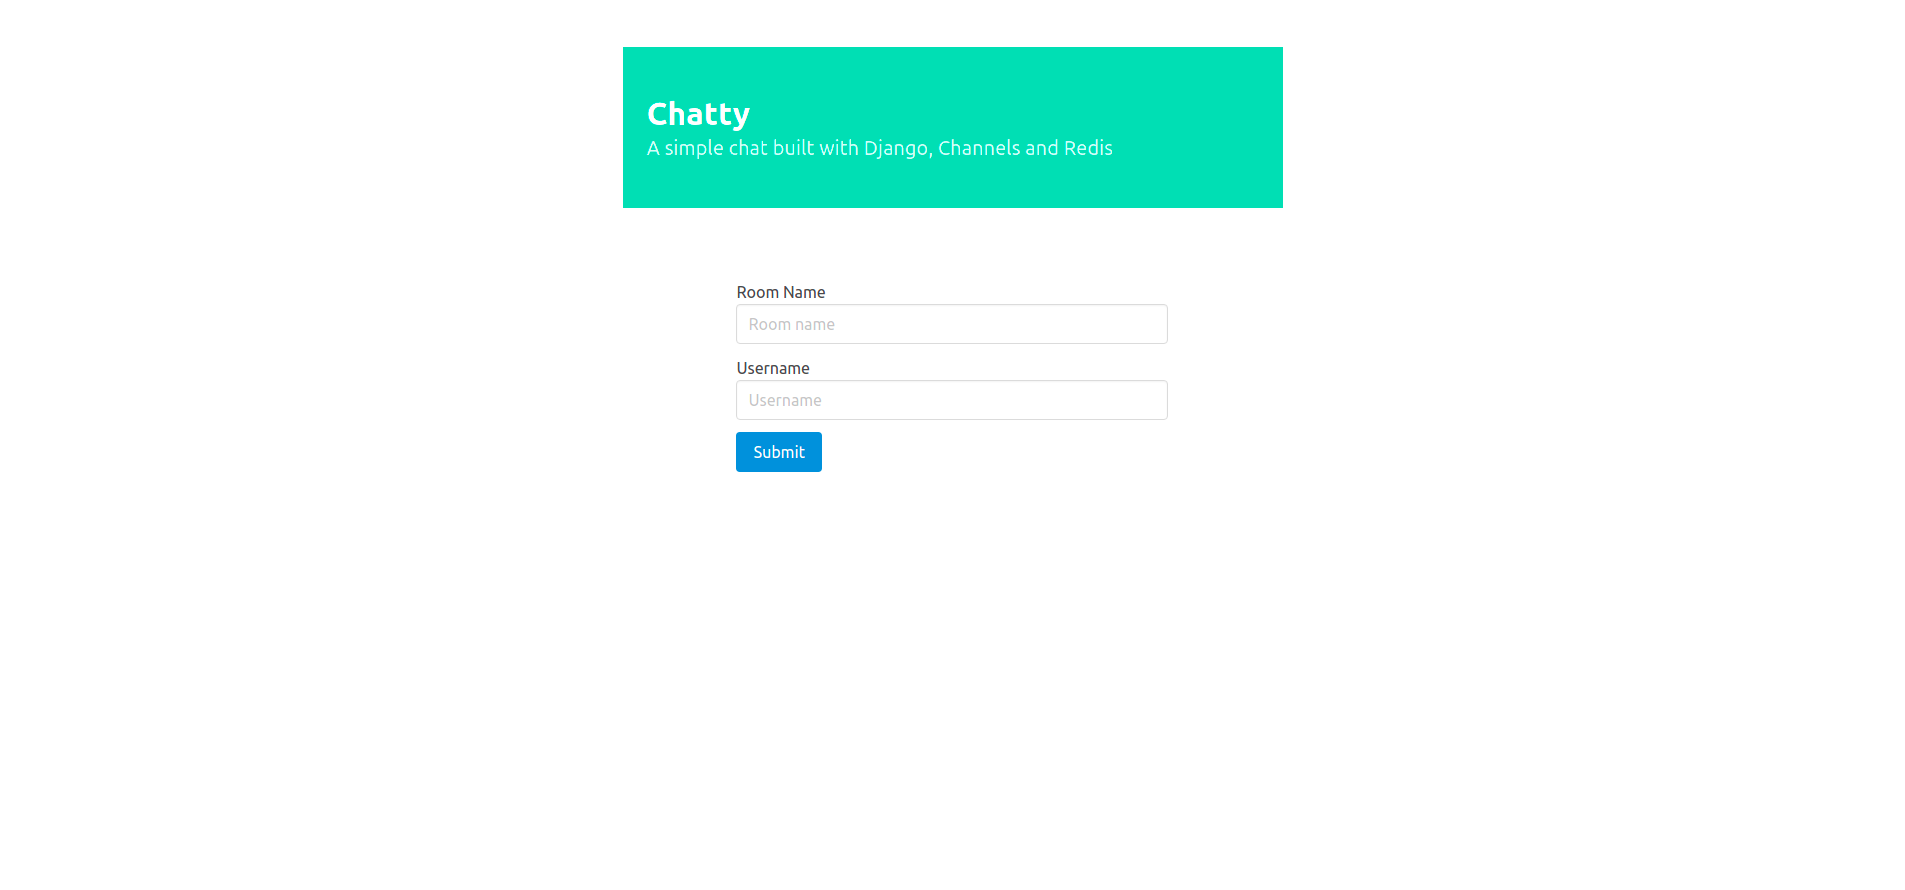 Chatty
A simple chat built with Django, Channels and Redis
Room Name
Room name
Username
Username
Submit